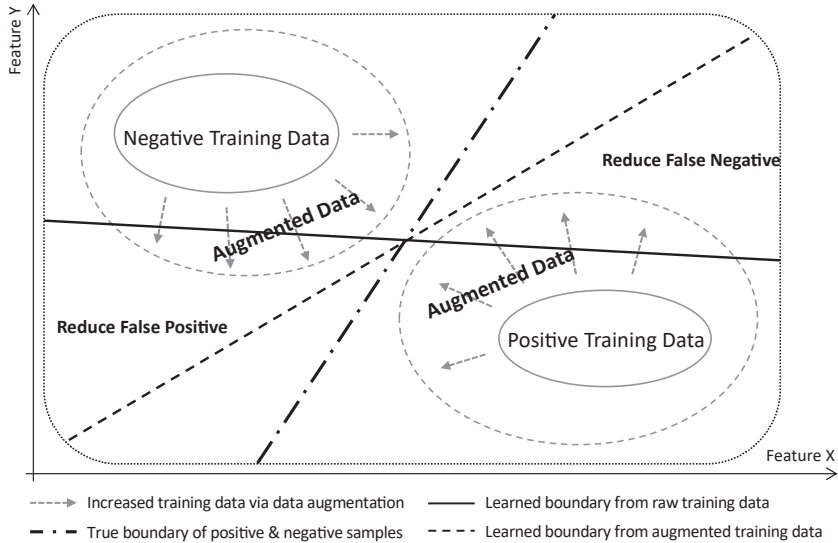 Feature Y
Negative Training Data
Reduce False Negative
Augmented Data
Augmented Data
Reduce False Positive
Positive Training Data
Feature X
Increased training data via data augmentation
Learned boundary from raw training data
True boundary of positive & negative samples
Learned boundary from augmented training data